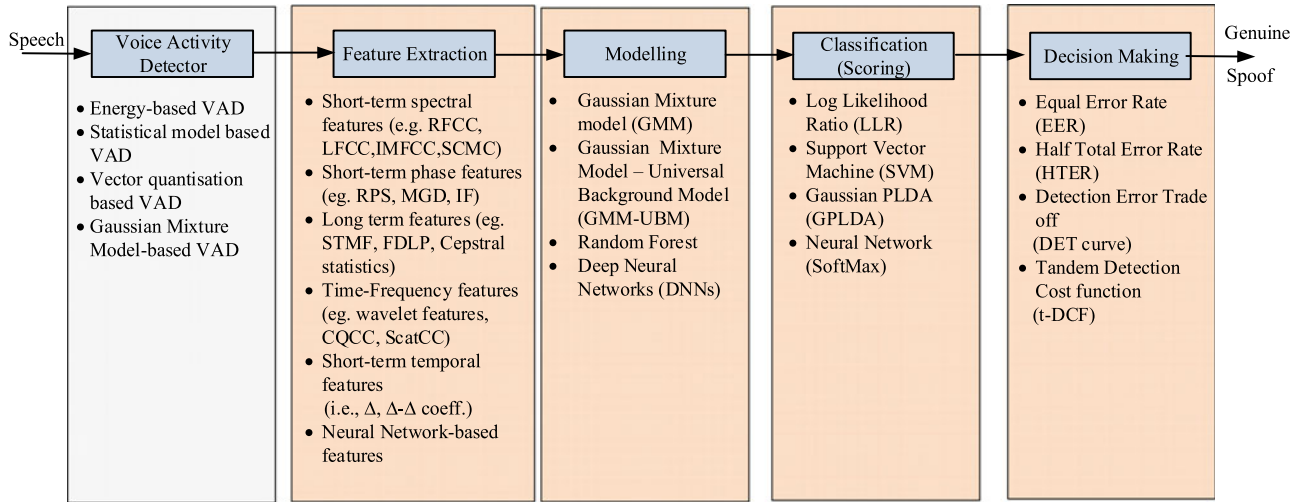 Speech
Voice Activity
Detector
• Energy-based VAD
• Statistical model based
VAD
• Vector quantisation
based VAD
• Gaussian Mixture
Model-based VAD
Feature Extraction
• Short-term spectral
features (e.g. RFCC,
LFCC,IMFCC,SCMC)
• Short-term phase features
(eg. RPS, MGD, IF)
• Long term features (eg.
STMF, FDLP, Cepstral
statistics)
• Time-Frequency features
(eg. wavelet features,
CQCC, ScatCC)
• Short-term temporal
features
(i.e., Δ, Δ-Δ coeff.)
• Neural Network-based
features
Modelling
• Gaussian Mixture
model (GMM)
• Gaussian Mixture
Model – Universal
Background Model
(GMM-UBM)
• Random Forest
• Deep Neural
Networks (DNNs)
Classification
(Scoring)
• Log Likelihood
Ratio (LLR)
• Support Vector
Machine (SVM)
• Gaussian PLDA
(GPLDA)
• Neural Network
(SoftMax)
Decision Making
• Equal Error Rate
(EER)
• Half Total Error Rate
(HTER)
• Detection Error Trade
off
(DET curve)
• Tandem Detection
Cost function
(t-DCF)
Genuine
Spoof